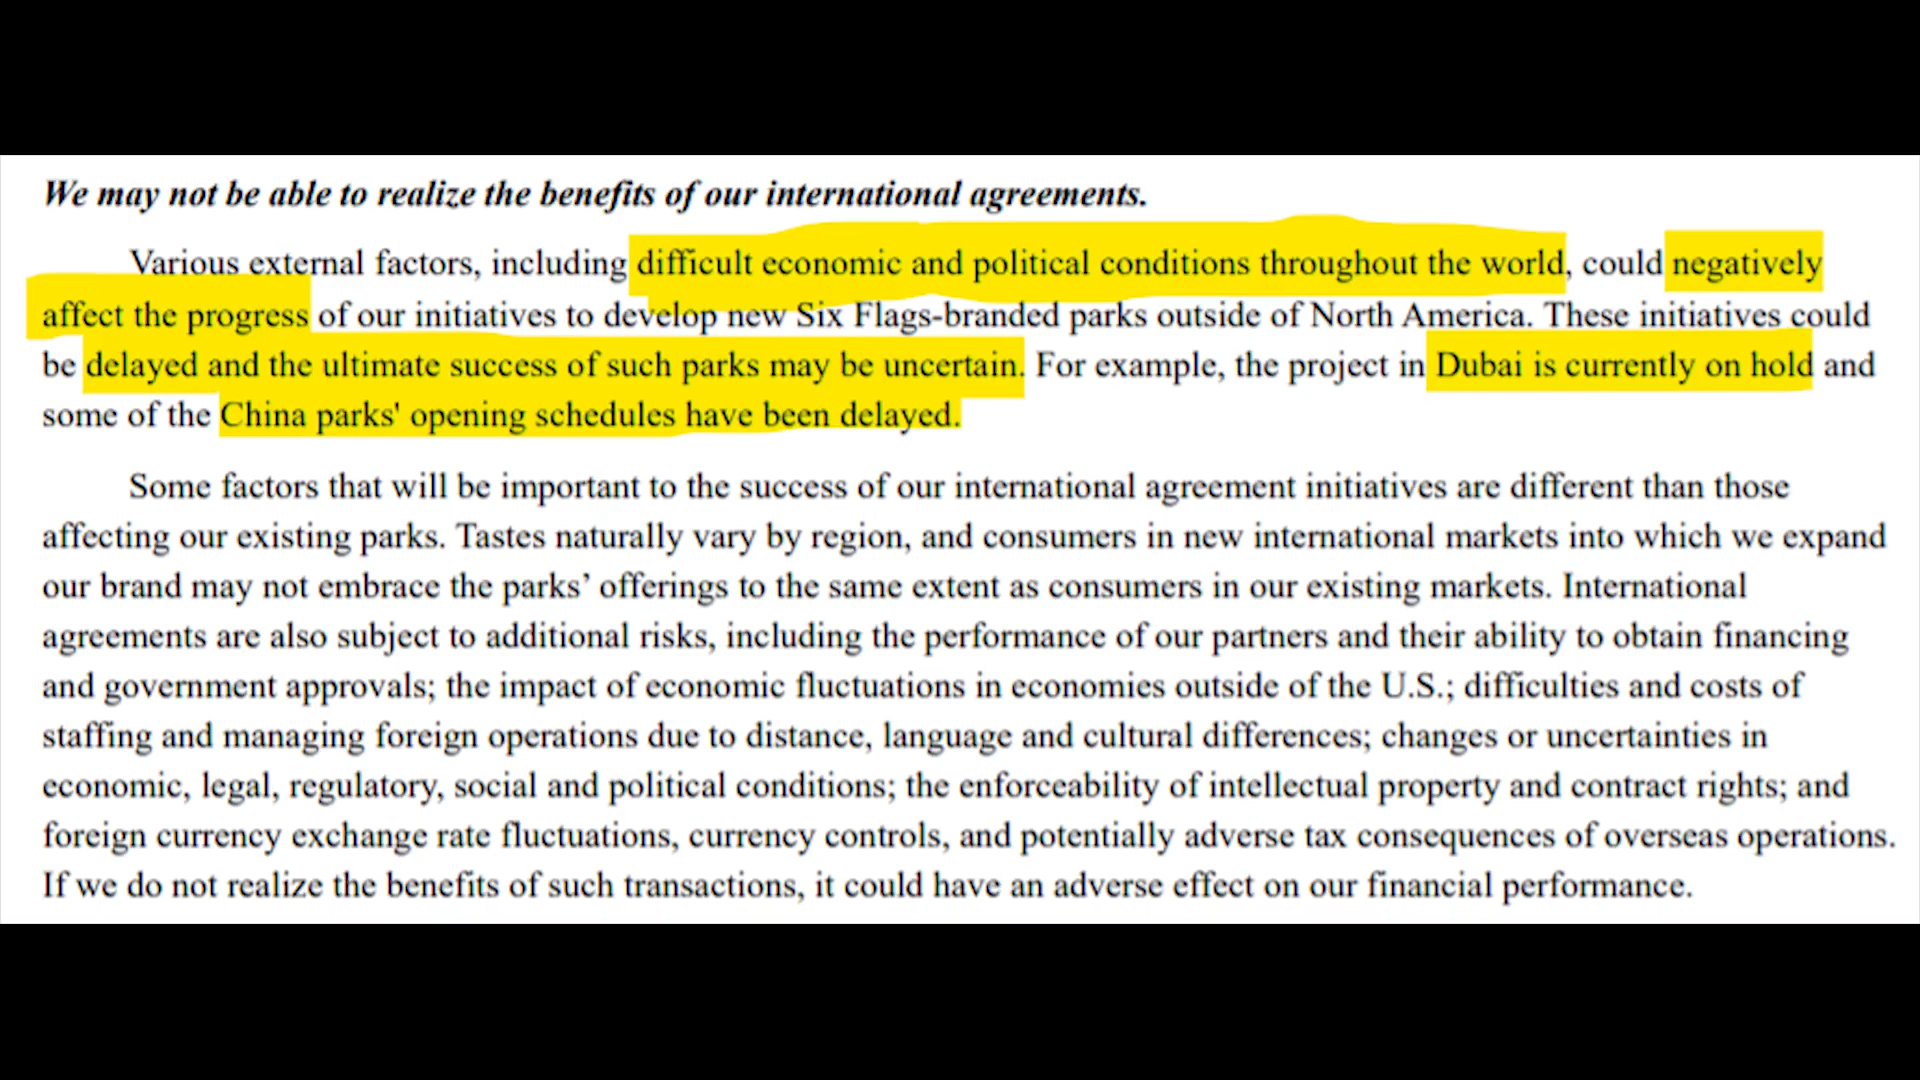 We may not be able to realize the benefits of our international agreements.
Various external factors, including difficult economic and political conditions throughout the world, could negatively
affect the progress of our initiatives to develop new Six Flags-branded parks outside of North America. These initiatives could
be delayed and the ultimate success of such parks may be uncertain. For example, the project in Dubai is currently on hold and
some of the China parks' opening schedules have been delayed.
Some factors that will be important to the success of our international agreement initiatives are different than those
affecting our existing parks. Tastes naturally vary by region, and consumers in new international markets into which we expand
our brand may not embrace the parks’ offerings to the same extent as consumers in our existing markets. International
agreements are also subject to additional risks, including the performance of our partners and their ability to obtain financing
and government approvals; the impact of economic fluctuations in economies outside of the U.S.; difficulties and costs of
staffing and managing foreign operations due to distance, language and cultural differences; changes or uncertainties in
economic, legal, regulatory, social and political conditions; the enforceability of intellectual property and contract rights; and
foreign currency exchange rate fluctuations, currency controls, and potentially adverse tax consequences of overseas operations.
If we do not realize the benefits of such transactions, it could have an adverse effect on our financial performance.